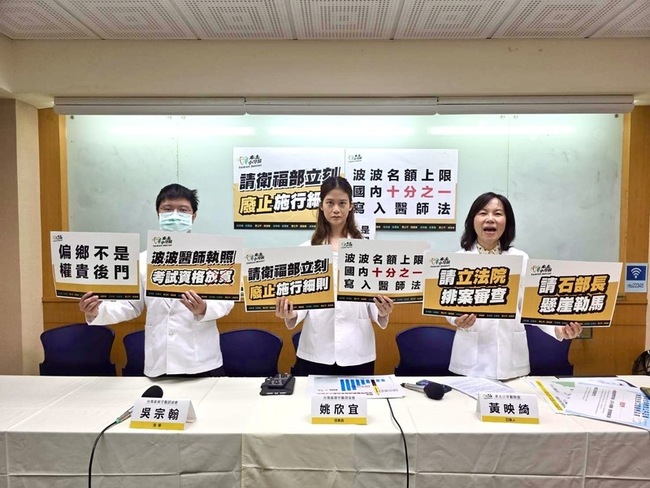 請衛福部立刻
廢止施行細則
波波名額上限
國內十分之一
寫入醫師法
偏鄉不是
權貴後門
波波醫師執照
考試資格放寬
請衛福部立刻
廢止施行細則
波波名額上限
國內十分之一
寫入醫師法
請立法院
排案審查
請石部長
懸崖勒馬
吳宗翰
姚欣宜
黃映綺